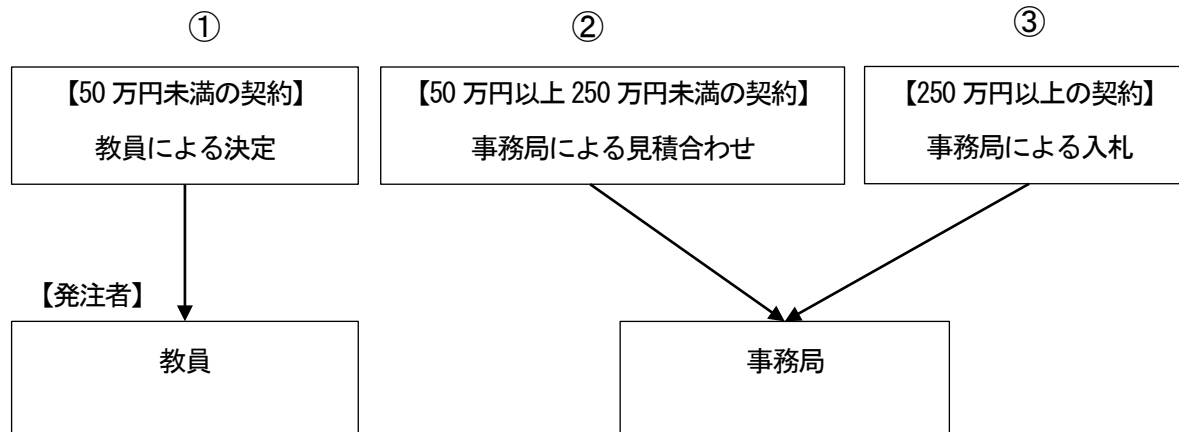 ① ② ③
【50 万円未満の契約】
教員による決定
【50 万円以上 250 万円未満の契約】
事務局による見積合わせ
【250 万円以上の契約】
事務局による入札
【発注者】
教員
事務局